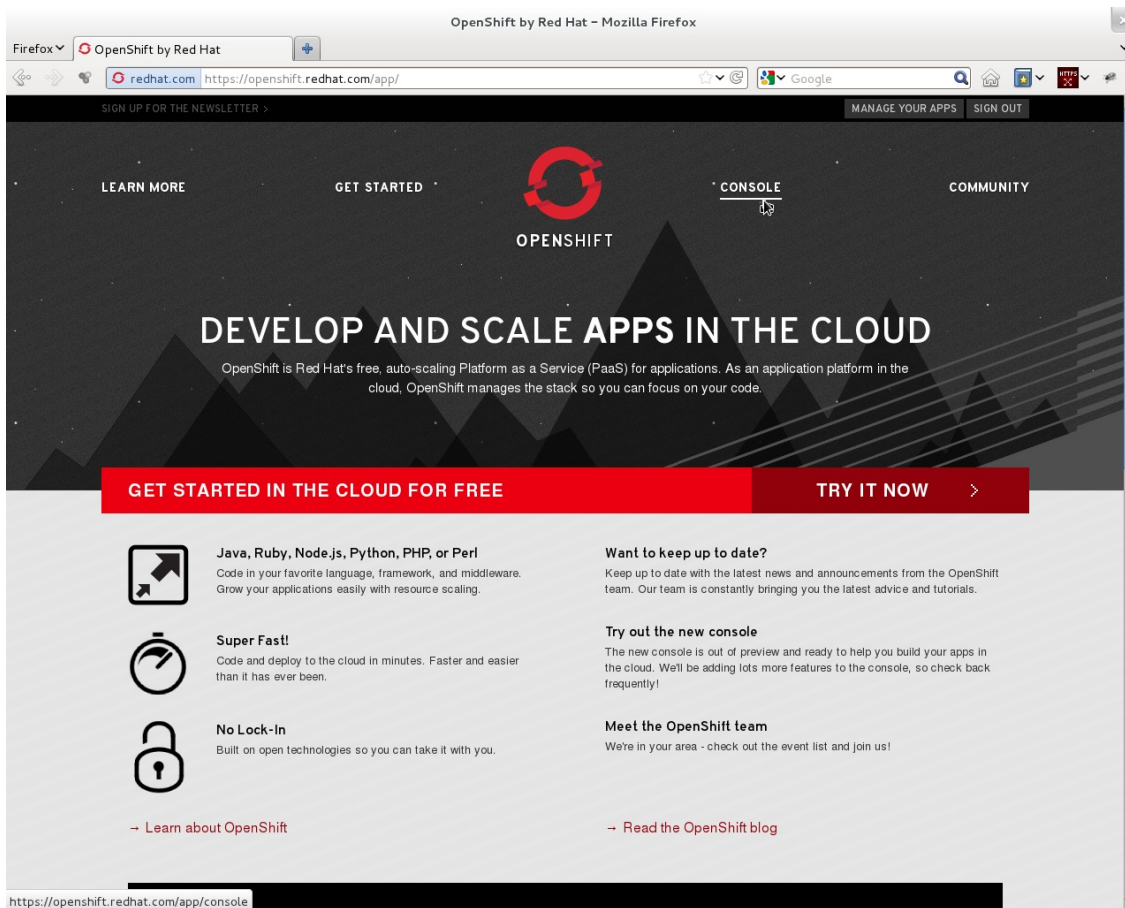 OpenShift by Red Hat – Mozilla Firefox
Firefox
OpenShift by Red Hat
redhat.com https://openshift.redhat.com/app/
Google
HTTPS
SIGN UP FOR THE NEWSLETTER >
MANAGE YOUR APPS
SIGN OUT
LEARN MORE
GET STARTED
OPENSHIFT
CONSOLE
COMMUNITY
DEVELOP AND SCALE APPS IN THE CLOUD
OpenShift is Red Hat's free, auto-scaling Platform as a Service (PaaS) for applications. As an application platform in the
cloud, OpenShift manages the stack so you can focus on your code.
GET STARTED IN THE CLOUD FOR FREE
TRY IT NOW >
Java, Ruby, Node.js, Python, PHP, or Perl
Code in your favorite language, framework, and middleware.
Grow your applications easily with resource scaling.
Super Fast!
Code and deploy to the cloud in minutes. Faster and easier
than it has ever been.
No Lock-In
Built on open technologies so you can take it with you.
→ Learn about OpenShift
Want to keep up to date?
Keep up to date with the latest news and announcements from the OpenShift
team. Our team is constantly bringing you the latest advice and tutorials.
Try out the new console
The new console is out of preview and ready to help you build your apps in
the cloud. We'll be adding lots more features to the console, so check back
frequently!
Meet the OpenShift team
We're in your area - check out the event list and join us!
→ Read the OpenShift blog
https://openshift.redhat.com/app/console